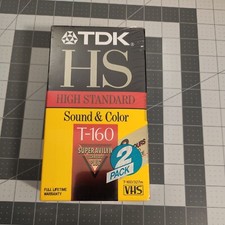 TDK
HS
HIGH STANDARD
Sound & Color
T-160
SUPER AVILYN
2
PACK
FULL LIFETIME
WARRANTY
VHS